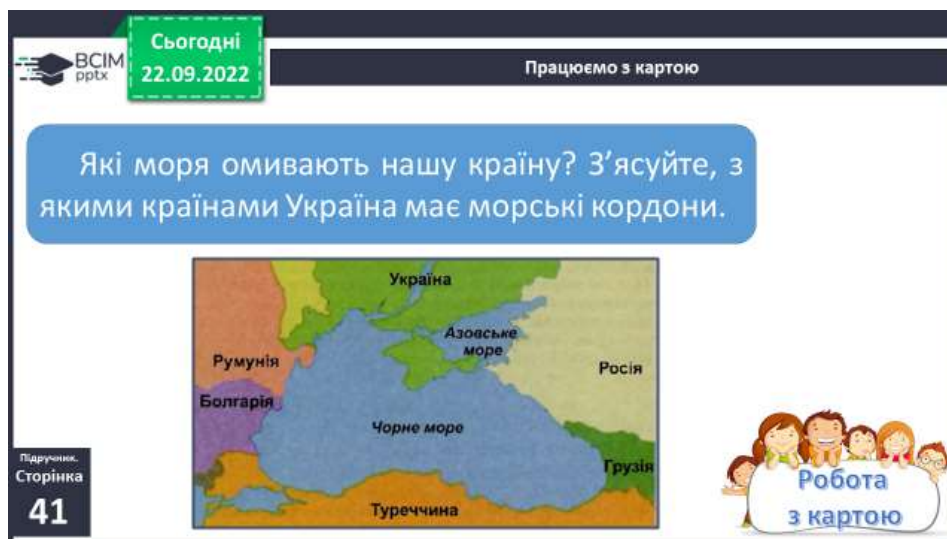 BCIM
pptx
Сьогодні
22.09.2022
Працюємо з картою
Які моря омивають нашу країну? З’ясуйте, з
якими країнами Україна має морські кордони.
Україна
Азовське
море
Румунія
Росія
Болгарія
Чорне море
Грузія
Туреччина
Підручник.
Сторінка
41
Робота
з картою